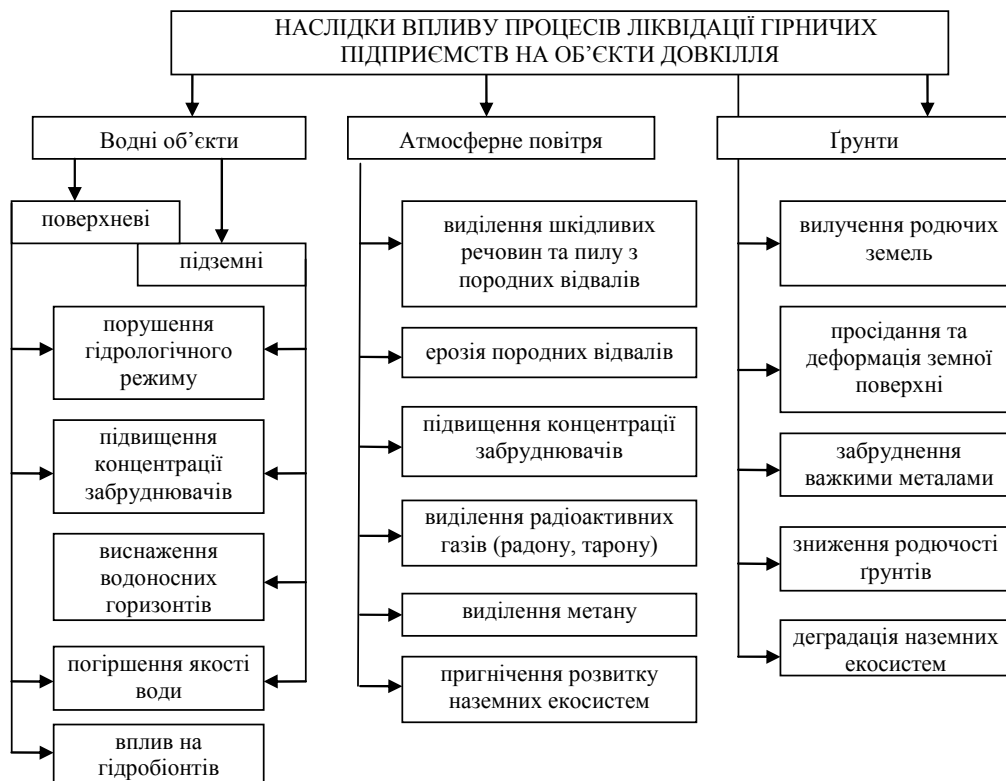 НАСЛІДКИ ВПЛИВУ ПРОЦЕСІВ ЛІКВІДАЦІЇ ГІРНИЧИХ
ПІДПРИЄМСТВ НА ОБ’ЄКТИ ДОВКІЛЛЯ
Водні об’єкти
поверхневі
підземні
порушення
гідрологічного
режиму
підвищення
концентрації
забруднювачів
виснаження
водоносних
горизонтів
погіршення якості
води
вплив на
гідробіонтів
Атмосферне повітря
виділення шкідливих
речовин та пилу з
породних відвалів
ерозія породних відвалів
підвищення концентрації
забруднювачів
виділення радіоактивних
газів (радону, тарону)
виділення метану
пригнічення розвитку
наземних екосистем
Ґрунти
вилучення родючих
земель
просідання та
деформація земної
поверхні
забруднення
важкими металами
зниження родючості
ґрунтів
деградація наземних
екосистем